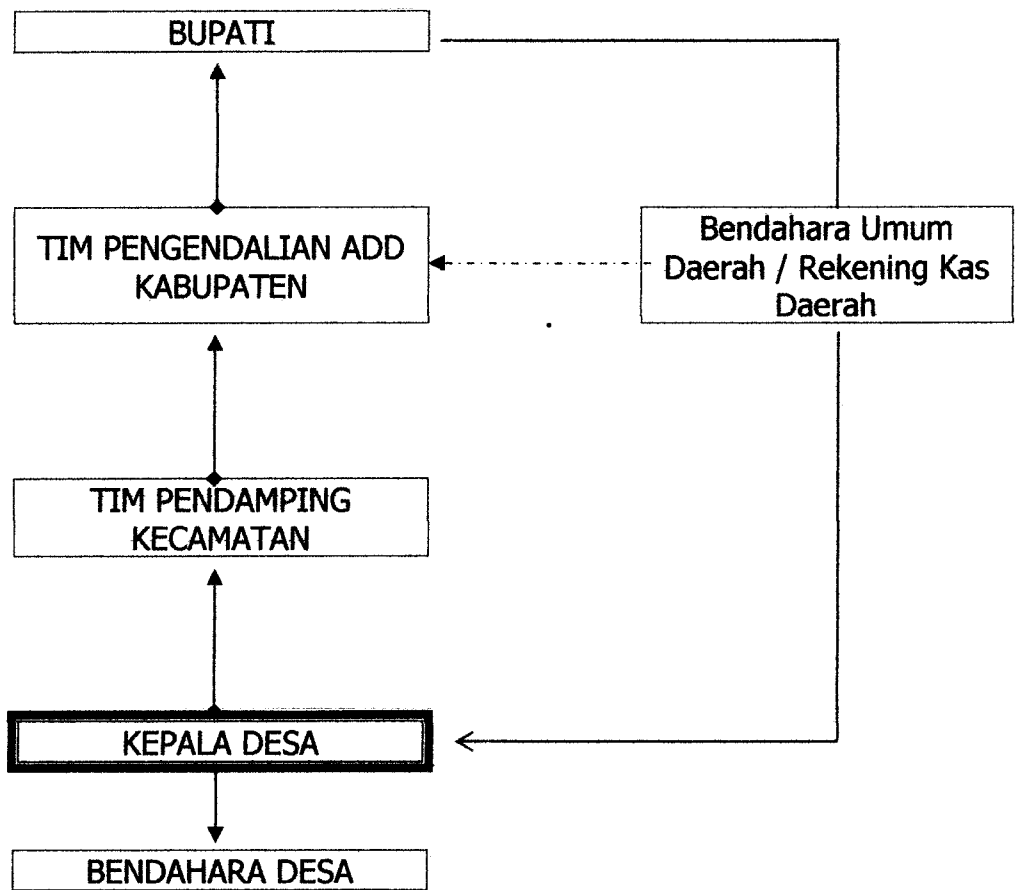 BUPATI
TIM PENGENDALIAN ADD
KABUPATEN
Bendahara Umum
Daerah / Rekening Kas
Daerah
TIM PENDAMPING
KECAMATAN
KEPALA DESA
BENDAHARA DESA